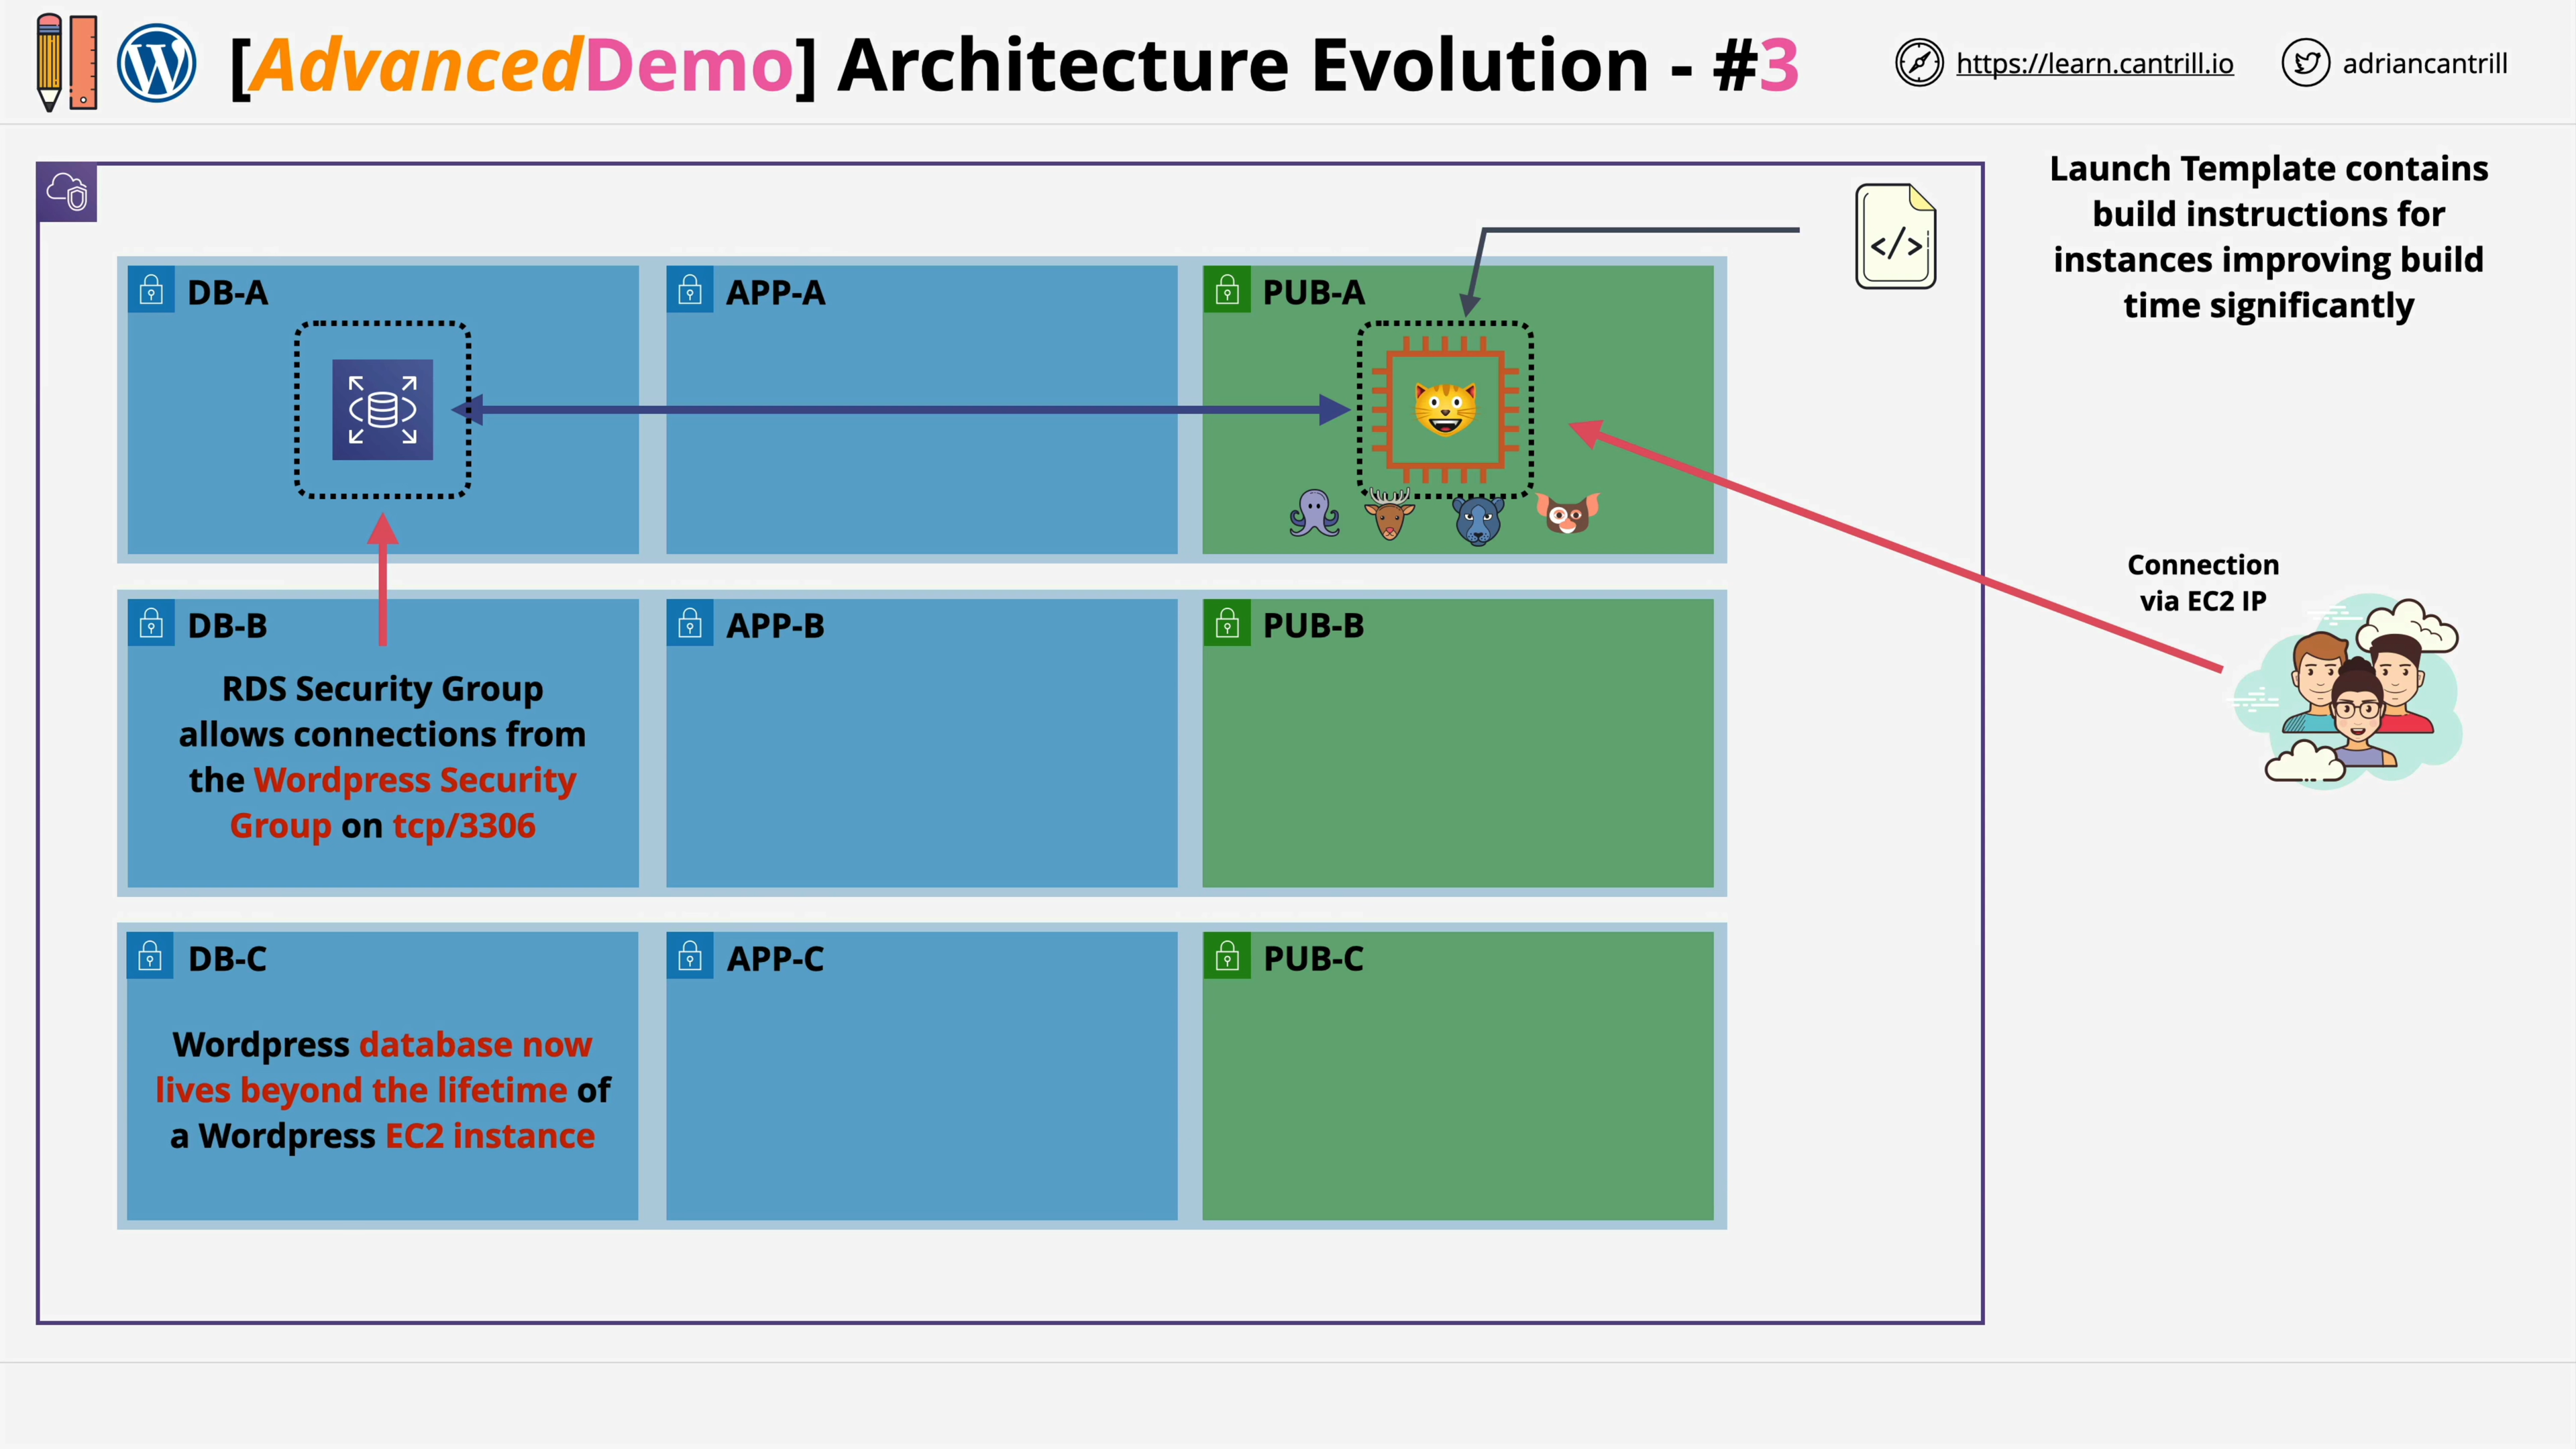 [AdvancedDemo] Architecture Evolution - #3
https://learn.cantrill.io
adriancantrill
Launch Template contains
build instructions for
instances improving build
time significantly
</>
DB-A
APP-A
PUB-A
Connection
via EC2 IP
DB-B
APP-B
PUB-B
RDS Security Group
allows connections from
the Wordpress Security
Group on tcp/3306
DB-C
APP-C
PUB-C
Wordpress database now
lives beyond the lifetime of
a Wordpress EC2 instance